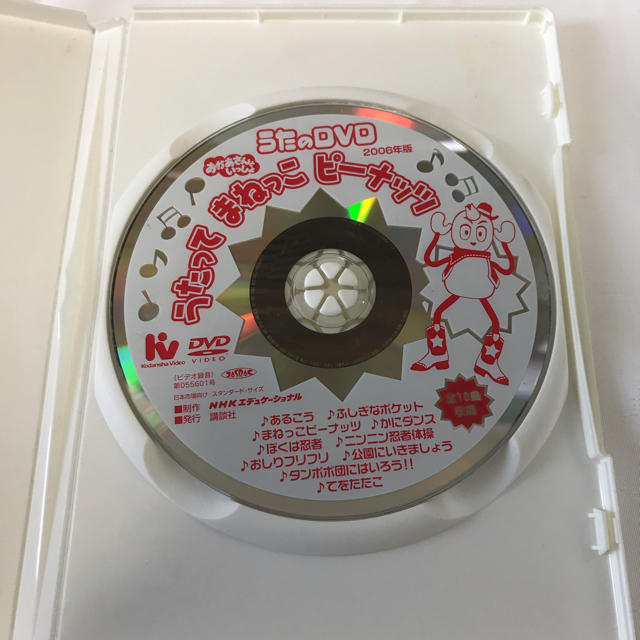 うたのDVD
2006年版
おかあさんといっしょ
うたって まねっこ ピーナッツ
Kodansha Video
DVD
VIDEO
(ビデオ録音)
第055601号
日本市場向け スタンダード・サイズ
■制作 NHKエデュケーショナル
■発行 講談社
全10曲
収録
♪あるこう ♪ふしぎなポケット
♪まねっこピーナッツ ♪かにダンス
♪ぼくは忍者 ♪ニンニン忍者体操
♪おしりフリフリ ♪公園にいきましょう
♪タンポポ団にはいろう!!
♪てをたたこ